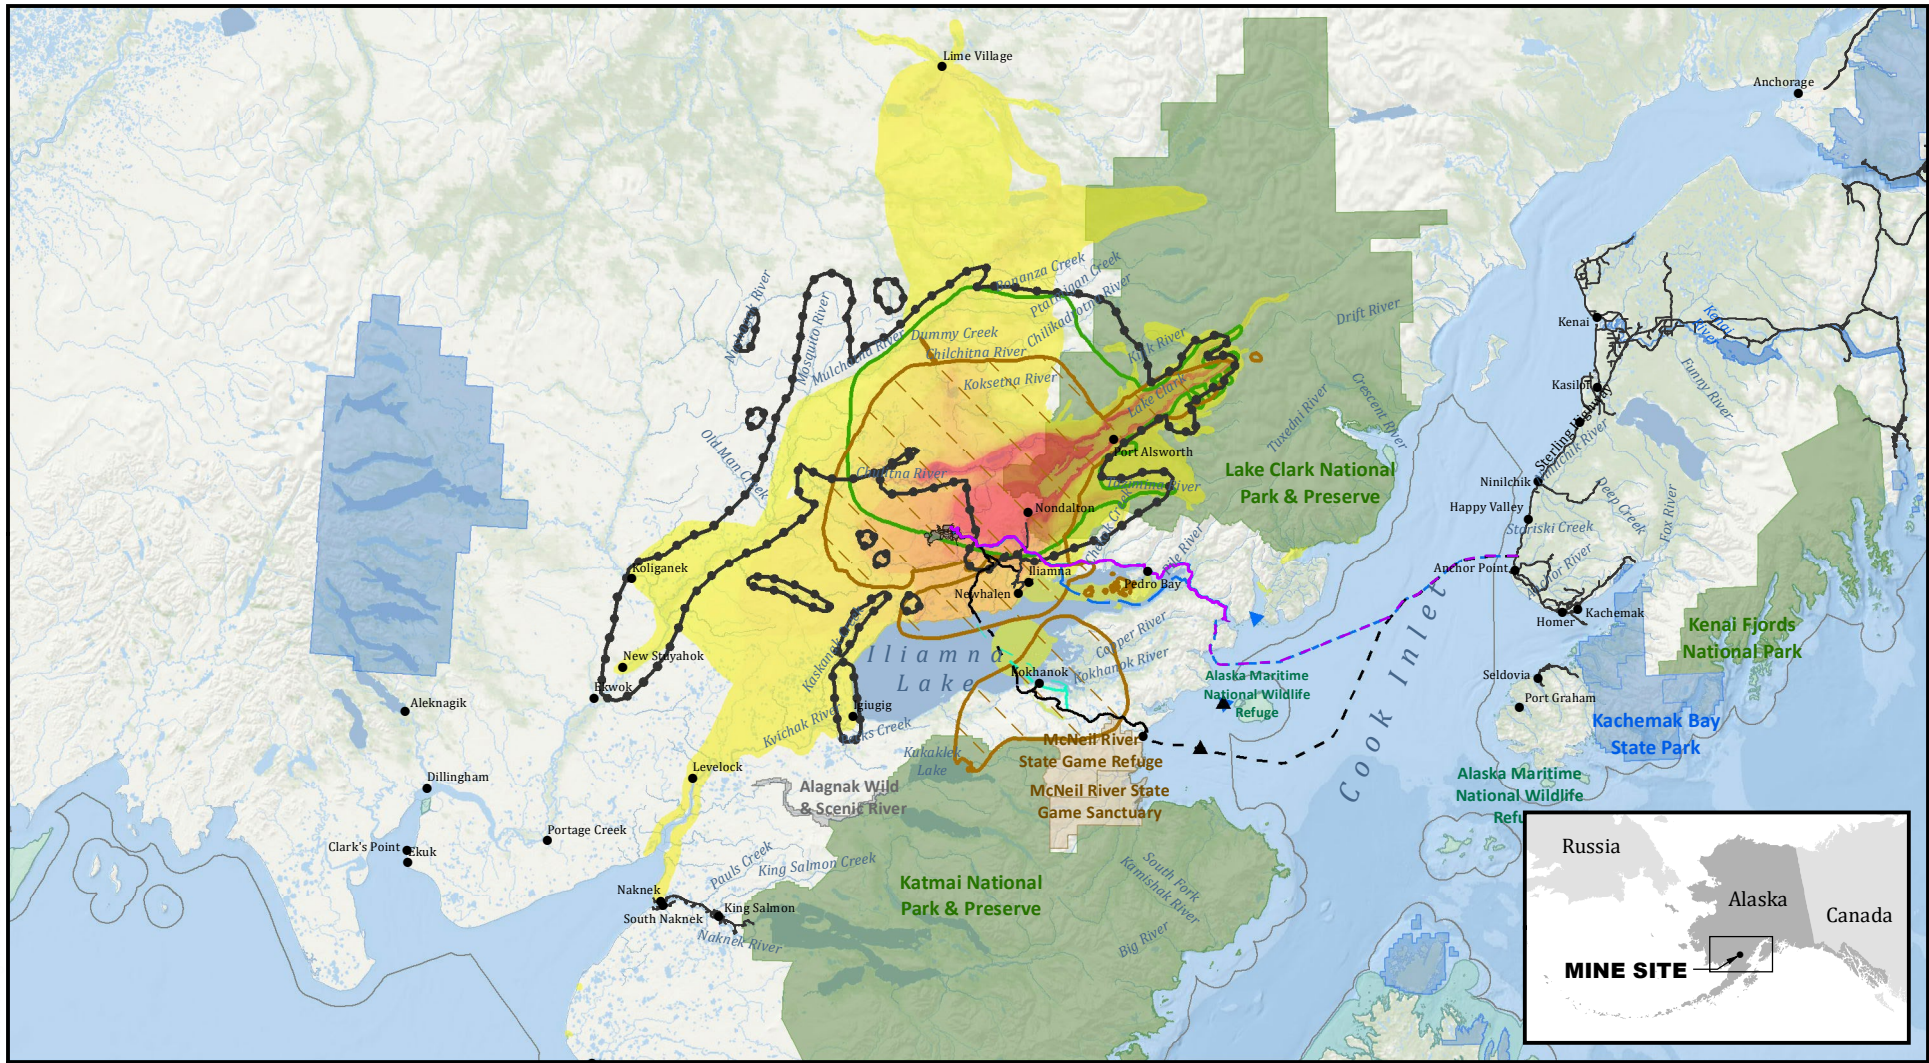 Lime Village
Anchorage
Bonanza Creek
Ptarmigan Creek
Chilikadrotna River
Mosquito River
Mulchatna River
Dummy Creek
Chilchitna River
Koksetna River
Kijik River
Lake Clark
Drift River
Kenai
Kenai
River
Kasilof
Funny River
Crescent River
Tuxedni River
Sterling Highway
Ninilchik River
Old Man Creek
Chulitna River
Port Alsworth
Lake Clark National
Park & Preserve
Ninilchik
Happy Valley
Deep Creek
Fox River
Stariski Creek
Nondalton
Koliganek
Iliamna
Newhalen
Pedro Bay
Anchor Point
Anchor River
Homer
Kachemak
Kenai Fjords
National Park
New Stuyahok
Ekwok
Aleknagik
Iliamna
Lake
Kokhanok
Copper River
Kokhanok River
Igiugig
Kvichak River
Alaska Maritime
National Wildlife
Refuge
Cook Inlet
Seldovia
Port Graham
Kachemak Bay
State Park
Kukaklek
Lake
McNeil River
State Game Refuge
McNeil River State
Game Sanctuary
Levelock
Alagnak Wild
& Scenic River
Dillingham
Portage Creek
Clark's Point
Ekuk
Alaska Maritime
National Wildlife
Pauls Creek
King Salmon Creek
Katmai National
Park & Preserve
South Fork
Kamishak River
Big River
Naknek
South Naknek
King Salmon
Naknek River
Russia
Alaska
Canada
MINE SITE